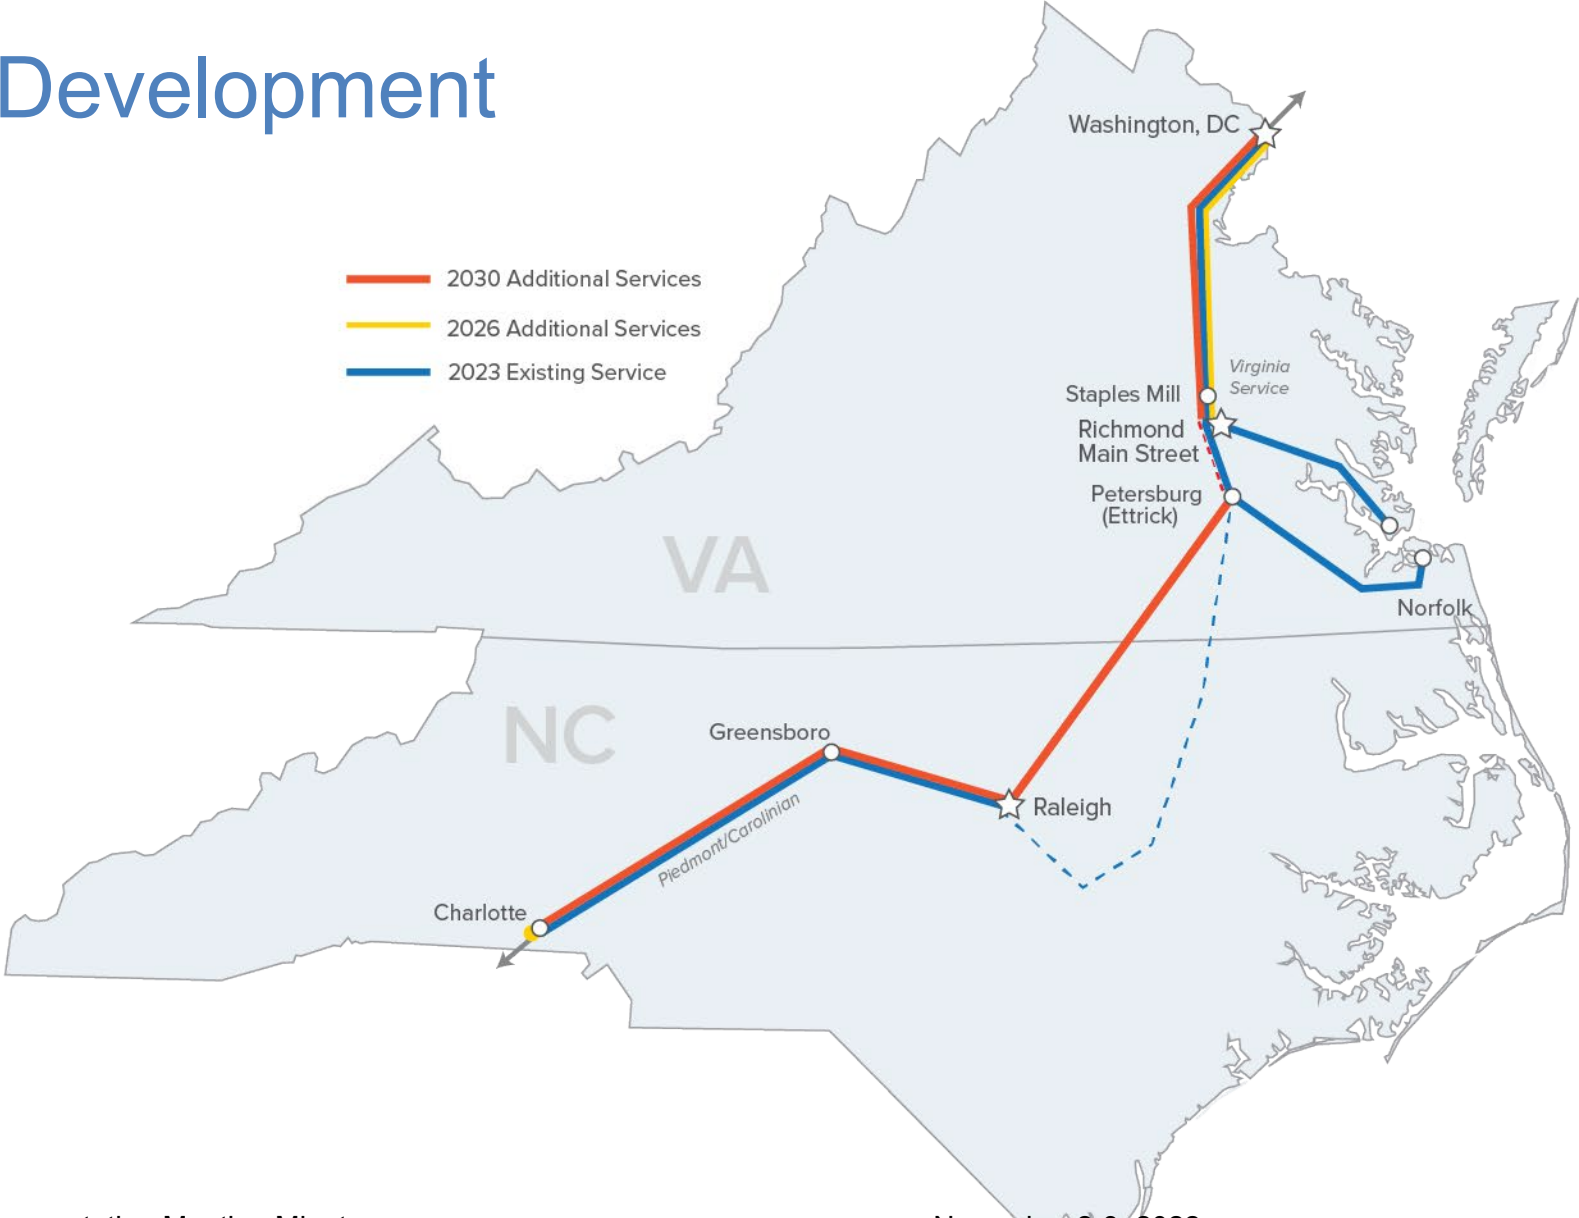 Development
Washington, DC
2030 Additional Services
2026 Additional Services
2023 Existing Service
Virginia
Service
Staples Mill
Richmond
Main Street
Petersburg
(Ettrick)
VA
Norfolk
NC
Greensboro
Piedmont/Carolinian
Raleigh
Charlotte